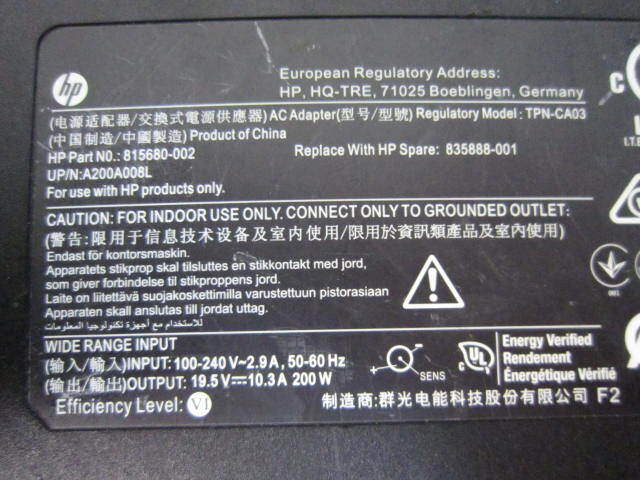 hp
European Regulatory Address:
HP, HQ-TRE, 71025 Boeblingen, Germany
(电源适配器/交換式電源供應器) AC Adapter(型号/型號) Regulatory Model: TPN-CA03
(中国制造/中國製造) Product of China
HP Part N0.: 815680-002 Replace With HP Spare: 835888-001
UP/N:A200A008L
For use with HP products only.
CAUTION: FOR INDOOR USE ONLY. CONNECT ONLY TO GROUNDED OUTLET:
(警告:限用于信息技术设备及室内使用/限用於資訊類產品及室内使用)
Endast för kontorsmaskin.
Apparatets stikprop skal tilsluttes en stikkontakt med jord,
som giver forbindelse til stikproppens jord.
Laite on liitettävä suojakoskettimilla varustettuun pistorasiaan
Apparaten skall anslutas till jordat uttag.
للاستخدام مع أجهزة تكنولوجيا المعلومات
WIDE RANGE INPUT
(输入/輸入)INPUT: 100-240 V~2.9 A, 50-60 Hz
(输出/輸出)OUTPUT: 19.5 V⎓10.3 A 200 W
Efficiency Level: VI
SENS
UL
Energy Verified
Rendement
Énergétique Vérifié
制造商:群光电能科技股份有限公司 F2